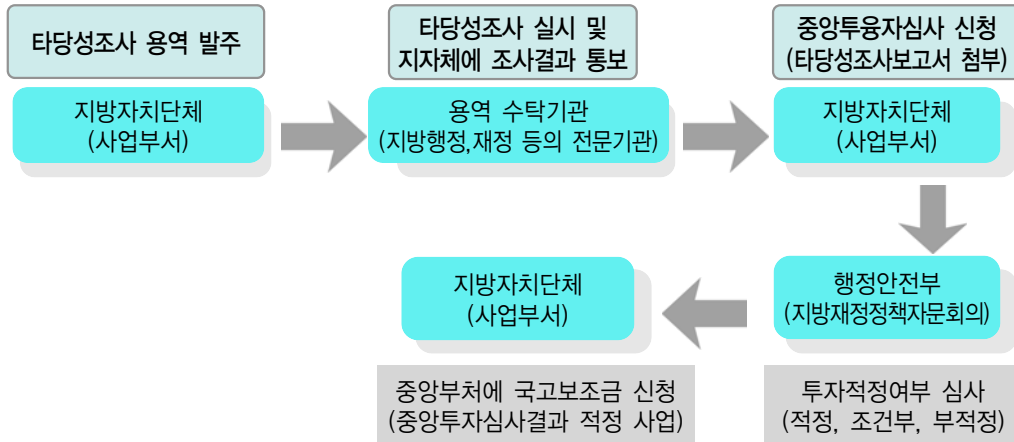 타당성조사 용역 발주
지방자치단체
(사업부서)
타당성조사 실시 및
지자체에 조사결과 통보
용역 수탁기관
(지방행정,재정 등의 전문기관)
중앙투융자심사 신청
(타당성조사보고서 첨부)
지방자치단체
(사업부서)
행정안전부
(지방재정정책자문회의)
투자적정여부 심사
(적정, 조건부, 부적정)
지방자치단체
(사업부서)
중앙부처에 국고보조금 신청
(중앙투자심사결과 적정 사업)